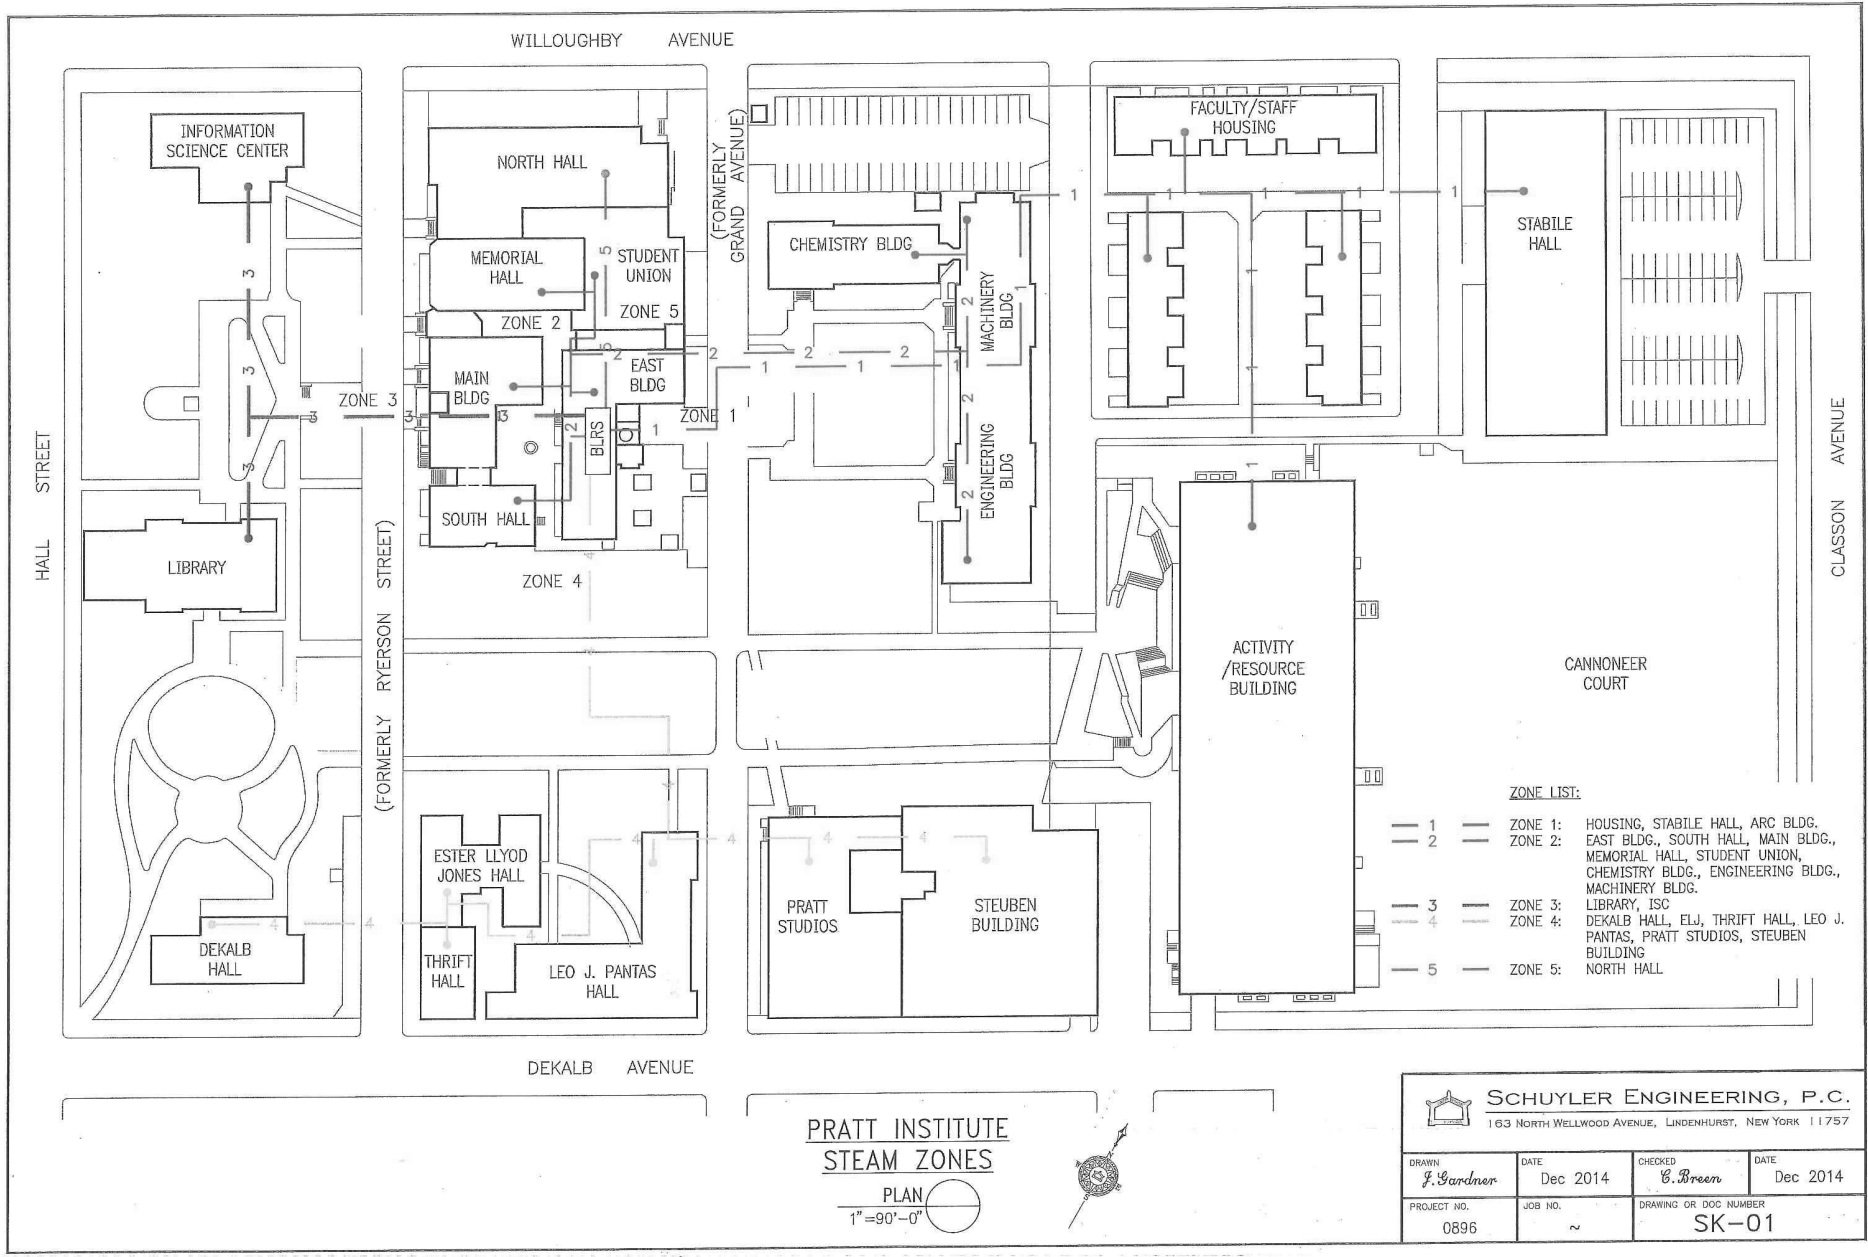 WILLOUGHBY AVENUE
INFORMATION
SCIENCE CENTER
NORTH HALL
(FORMERLY
GRAND AVENUE)
FACULTY/STAFF
HOUSING
STABILE
HALL
CHEMISTRY BLDG
MEMORIAL
HALL
STUDENT
UNION
ZONE 5
ZONE 2
MACHINERY
BLDG
MAIN
BLDG
EAST
BLDG
ZONE 3
ZONE 1
BLRS
ENGINEERING
BLDG
SOUTH HALL
HALL STREET
LIBRARY
ZONE 4
(FORMERLY RYERSON STREET)
CLASSON AVENUE
ACTIVITY
/RESOURCE
BUILDING
CANNONEER
COURT
ESTER LLYOD
JONES HALL
PRATT
STUDIOS
STEUBEN
BUILDING
DEKALB
HALL
THRIFT
HALL
LEO J. PANTAS
HALL
ZONE LIST:
1 ZONE 1: HOUSING, STABILE HALL, ARC BLDG.
2 ZONE 2: EAST BLDG., SOUTH HALL, MAIN BLDG.,
MEMORIAL HALL, STUDENT UNION,
CHEMISTRY BLDG., ENGINEERING BLDG.,
MACHINERY BLDG.
3 ZONE 3: LIBRARY, ISC
4 ZONE 4: DEKALB HALL, ELJ, THRIFT HALL, LEO J.
PANTAS, PRATT STUDIOS, STEUBEN
BUILDING
5 ZONE 5: NORTH HALL
DEKALB AVENUE
PRATT INSTITUTE
STEAM ZONES
PLAN
1"=90'-0"
SCHUYLER ENGINEERING, P.C.
163 NORTH WELLWOOD AVENUE, LINDENHURST, NEW YORK 11757
DRAWN
J.Gardner
DATE
Dec 2014
CHECKED
C.Breen
DATE
Dec 2014
PROJECT NO.
0896
JOB NO.
~
DRAWING OR DOC NUMBER
SK-01